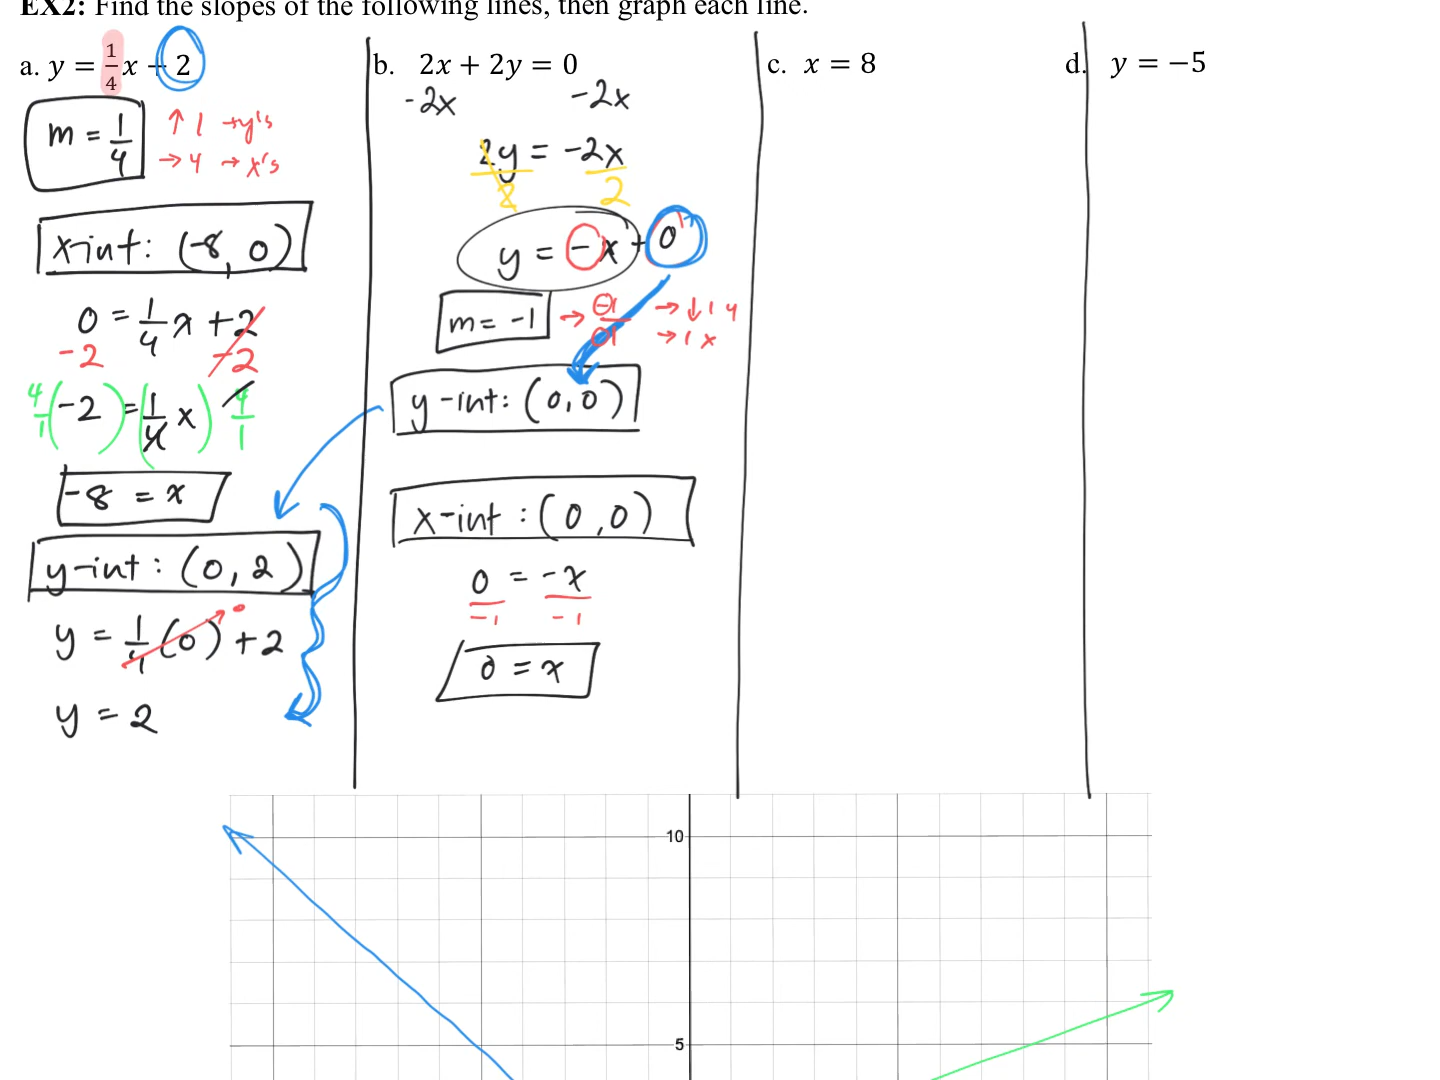 EX2: Find the slopes of the following lines, then graph each line.
a. y = 1/4 x + 2
m = 1/4
↑ 1 → y's
→ 4 → x's
x-int: (-8, 0)
0 = 1/4 x + 2
-2 -2
4/1 (-2) = (1/4 x) 4/1
-8 = x
y-int: (0, 2)
y = 1/4 (0) + 2
0
y = 2
b. 2x + 2y = 0
-2x -2x
2y = -2x
2 2
y = -x + 0
m = -1 → -1/1 → ↓ 1 y
→ 1 x
y-int: (0,0)
x-int: (0,0)
0 = -x
-1 -1
0 = x
c. x = 8
d. y = −5
10
5